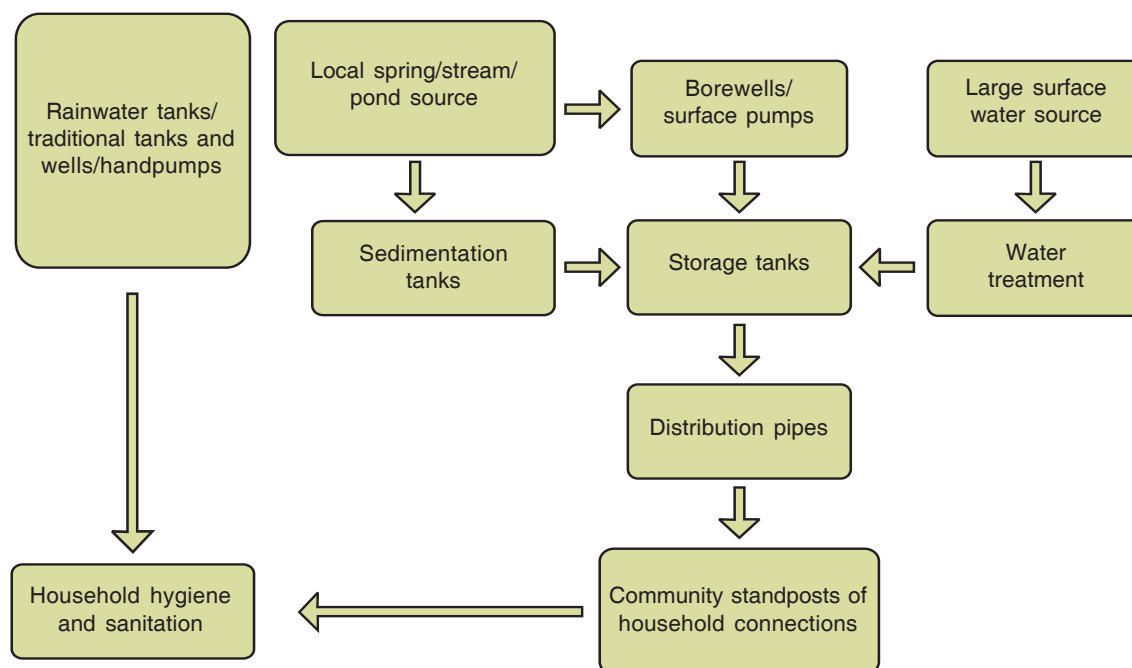 Rainwater tanks/
traditional tanks and
wells/handpumps
Local spring/stream/
pond source
Borewells/
surface pumps
Large surface
water source
Sedimentation
tanks
Storage tanks
Water
treatment
Distribution pipes
Household hygiene
and sanitation
Community standposts of
household connections